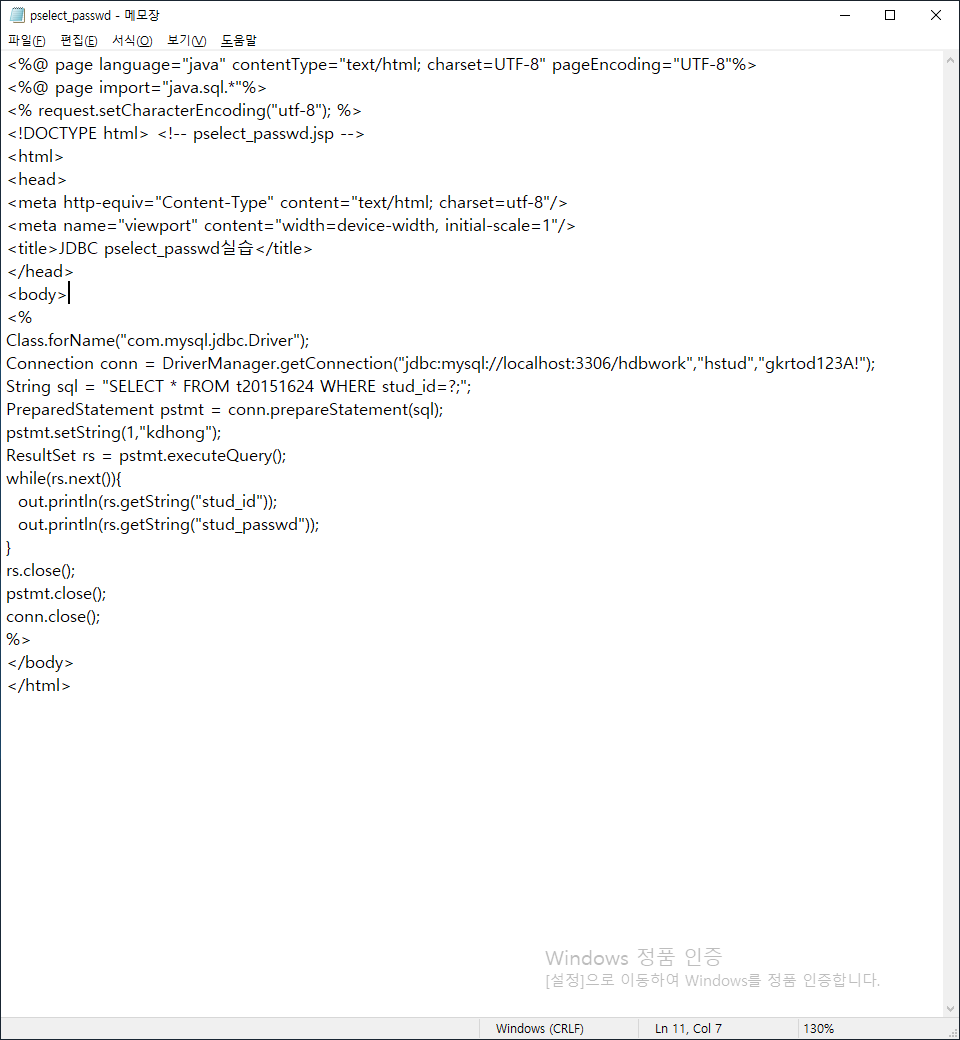 pselect_passwd - 메모장
파일(F) 편집(E) 서식(O) 보기(V) 도움말
<%@ page language="java" contentType="text/html; charset=UTF-8" pageEncoding="UTF-8"%>
<%@ page import="java.sql.*"%>
<% request.setCharacterEncoding("utf-8"); %>
<!DOCTYPE html> <!-- pselect_passwd.jsp -->
<html>
<head>
<meta http-equiv="Content-Type" content="text/html; charset=utf-8"/>
<meta name="viewport" content="width=device-width, initial-scale=1"/>
<title>JDBC pselect_passwd실습</title>
</head>
<body>
<%
Class.forName("com.mysql.jdbc.Driver");
Connection conn = DriverManager.getConnection("jdbc:mysql://localhost:3306/hdbwork","hstud","gkrtod123A!");
String sql = "SELECT * FROM t20151624 WHERE stud_id=?;";
PreparedStatement pstmt = conn.prepareStatement(sql);
pstmt.setString(1,"kdhong");
ResultSet rs = pstmt.executeQuery();
while(rs.next()){
  out.println(rs.getString("stud_id"));
  out.println(rs.getString("stud_passwd"));
}
rs.close();
pstmt.close();
conn.close();
%>
</body>
</html>
Windows 정품 인증
[설정]으로 이동하여 Windows를 정품 인증합니다.
Windows (CRLF) Ln 11, Col 7 130%